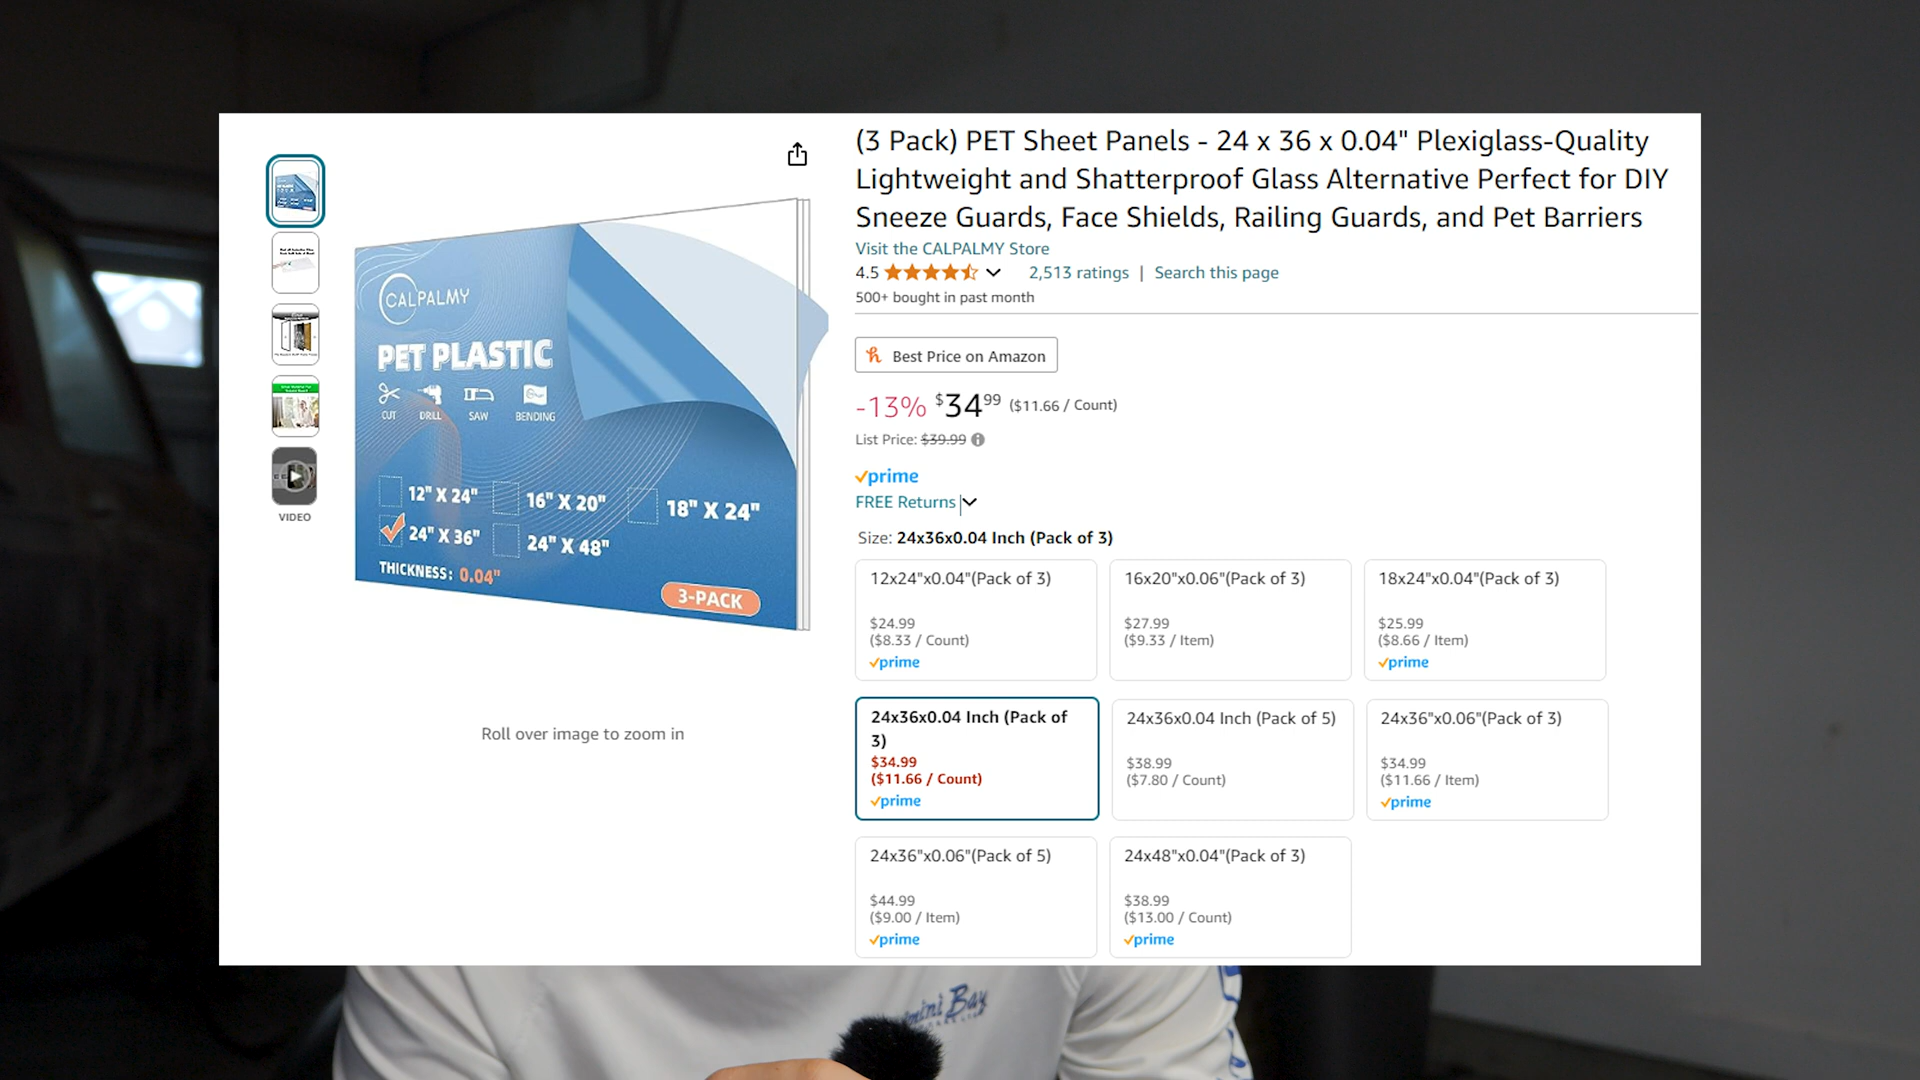 (3 Pack) PET Sheet Panels - 24 x 36 x 0.04" Plexiglass-Quality
Lightweight and Shatterproof Glass Alternative Perfect for DIY
Sneeze Guards, Face Shields, Railing Guards, and Pet Barriers
Visit the CALPALMY Store
4.5
2,513 ratings | Search this page
500+ bought in past month
Best Price on Amazon
-13% $3499 ($11.66 / Count)
List Price: $39.99
prime
FREE Returns
Size: 24x36x0.04 Inch (Pack of 3)
12x24"x0.04"(Pack of 3)
$24.99
($8.33 / Count)
prime
16x20"x0.06"(Pack of 3)
$27.99
($9.33 / Item)
18x24"x0.04"(Pack of 3)
$25.99
($8.66 / Item)
prime
24x36x0.04 Inch (Pack of
3)
$34.99
($11.66 / Count)
prime
24x36x0.04 Inch (Pack of 5)
$38.99
($7.80 / Count)
24x36"x0.06"(Pack of 3)
$34.99
($11.66 / Item)
prime
24x36"x0.06"(Pack of 5)
$44.99
($9.00 / Item)
prime
24x48"x0.04"(Pack of 3)
$38.99
($13.00 / Count)
prime
CALPALMY
PET PLASTIC
CUT DRILL SAW BENDING
12" X 24" 16" X 20" 18" X 24"
24" X 36" 24" X 48"
THICKNESS: 0.04"
3-PACK
VIDEO
Roll over image to zoom in
Bay